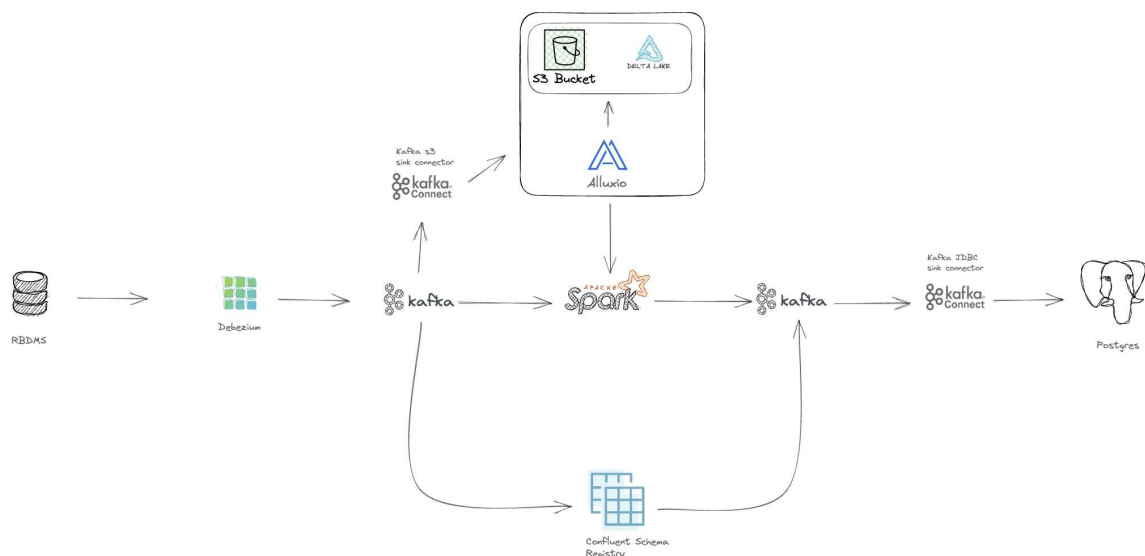 S3 Bucket
DELTA LAKE
Kafka s3
sink connector
kafka
Connect
Alluxio
Kafka JDBC
sink connector
kafka
APACHE
Spark
kafka
kafka
Connect
RBDMS
Debezium
Postgres
Confluent Schema
Registry